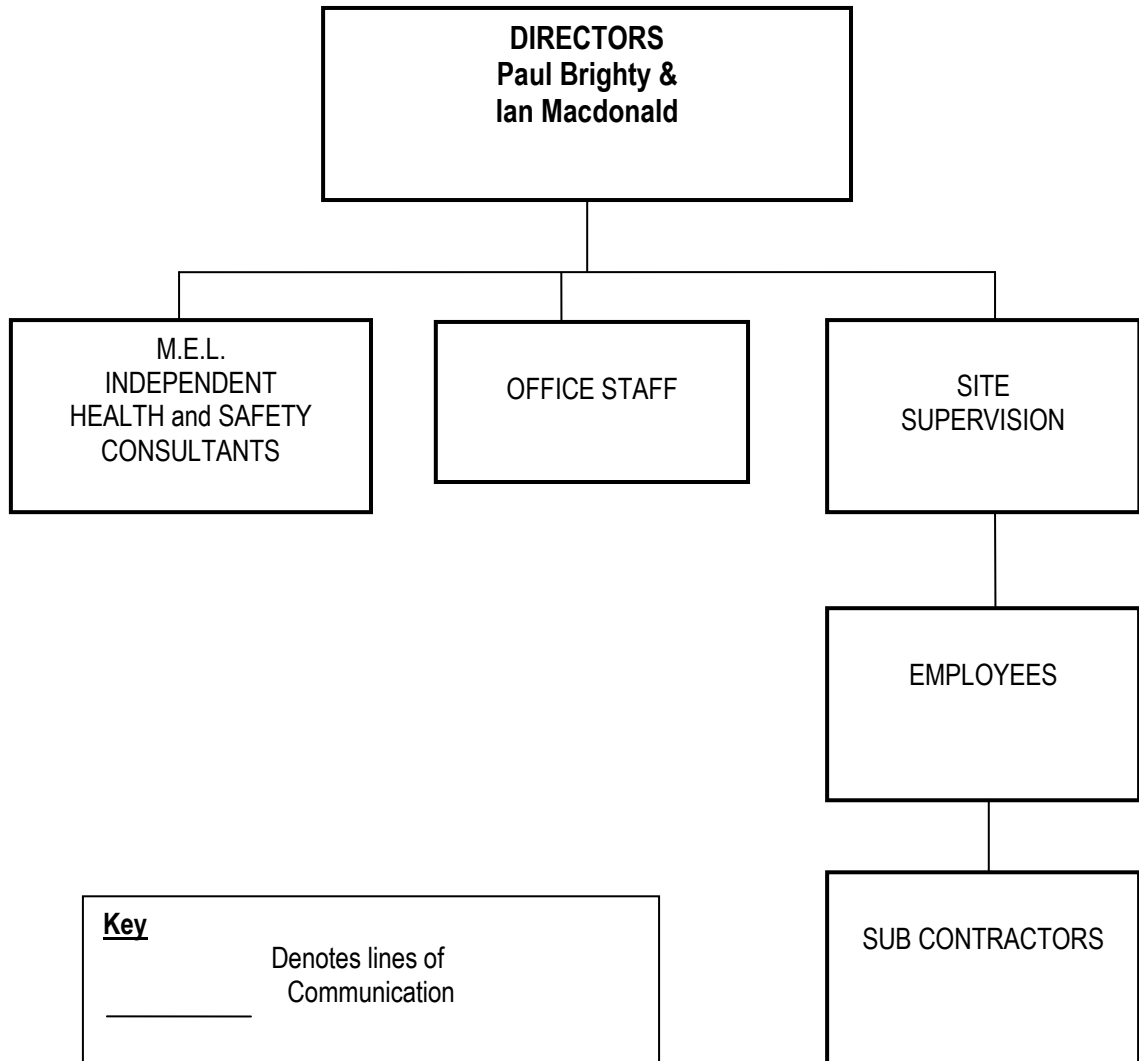 DIRECTORS
Paul Brighty &
Ian Macdonald
M.E.L.
INDEPENDENT
HEALTH and SAFETY
CONSULTANTS
OFFICE STAFF
SITE
SUPERVISION
EMPLOYEES
SUB CONTRACTORS
Key
Denotes lines of
Communication